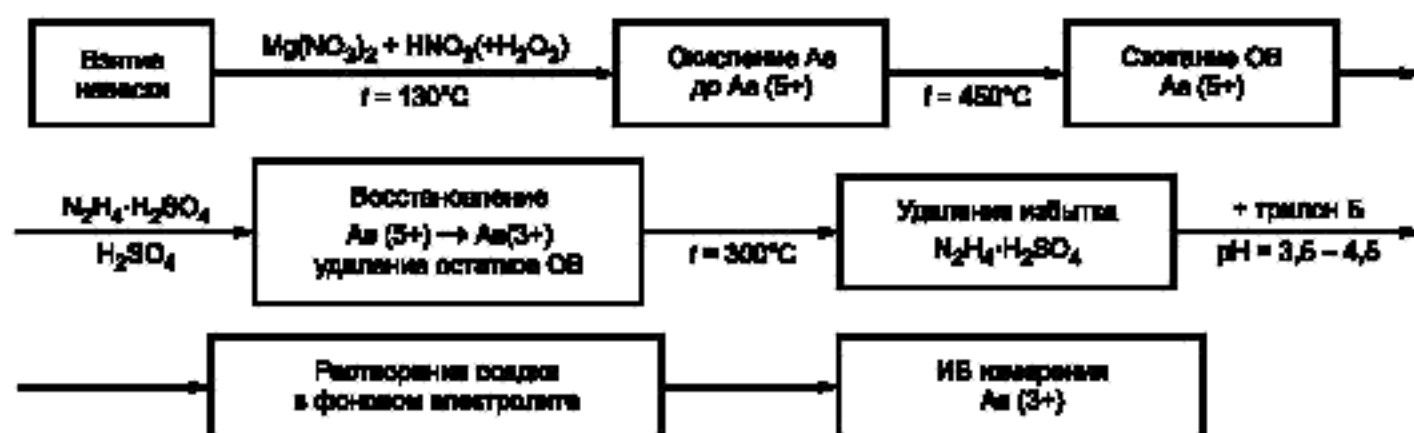 Взятие
навески
Mg(NO₃)₂ + HNO₃(+H₂O₂)
t = 130°C
Окисление As
до As (5+)
t = 450°C
Сжигание ОВ
As (5+)
N₂H₄·H₂SO₄
H₂SO₄
Восстановление
As (5+) → As(3+)
удаление остатков ОВ
t = 300°C
Удаление избытка
N₂H₄·H₂SO₄
+ трилон Б
pH = 3,5 – 4,5
Растворение осадка
в фоновом электролите
ИВ измерения
As (3+)